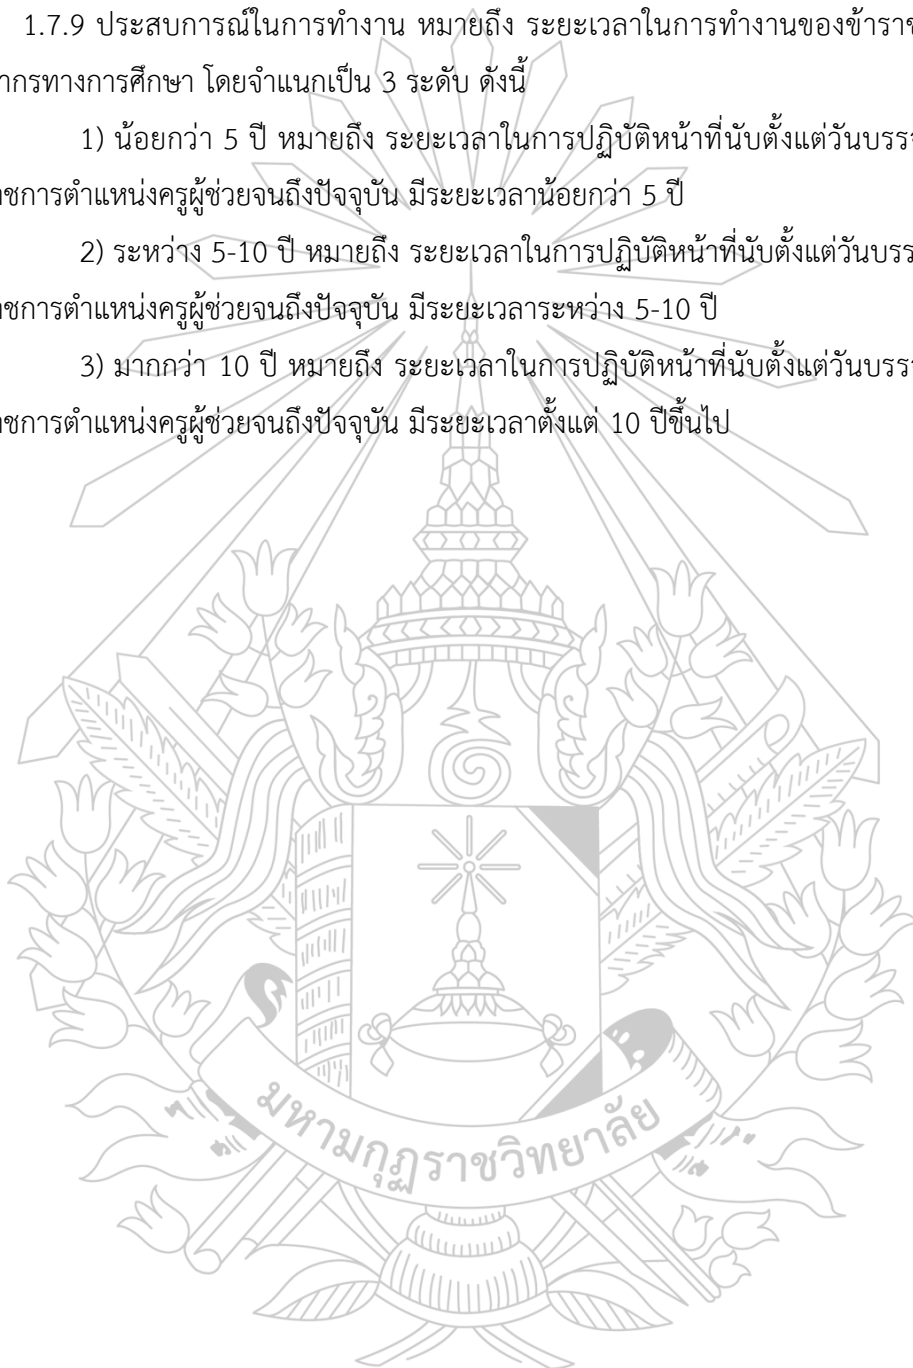 1.7.9 ประสบการณ์ในการทำงาน หมายถึง ระยะเวลาในการทำงานของข้าราช
ากรทางการศึกษา โดยจำแนกเป็น 3 ระดับ ดังนี้
1) น้อยกว่า 5 ปี หมายถึง ระยะเวลาในการปฏิบัติหน้าที่นับตั้งแต่วันบรรจ
าชการตำแหน่งครูผู้ช่วยจนถึงปัจจุบัน มีระยะเวลาน้อยกว่า 5 ปี
2) ระหว่าง 5-10 ปี หมายถึง ระยะเวลาในการปฏิบัติหน้าที่นับตั้งแต่วันบรร
าชการตำแหน่งครูผู้ช่วยจนถึงปัจจุบัน มีระยะเวลาระหว่าง 5-10 ปี
3) มากกว่า 10 ปี หมายถึง ระยะเวลาในการปฏิบัติหน้าที่นับตั้งแต่วันบรร
าชการตำแหน่งครูผู้ช่วยจนถึงปัจจุบัน มีระยะเวลาตั้งแต่ 10 ปีขึ้นไป
มหามกุฏราชวิทยาลัย